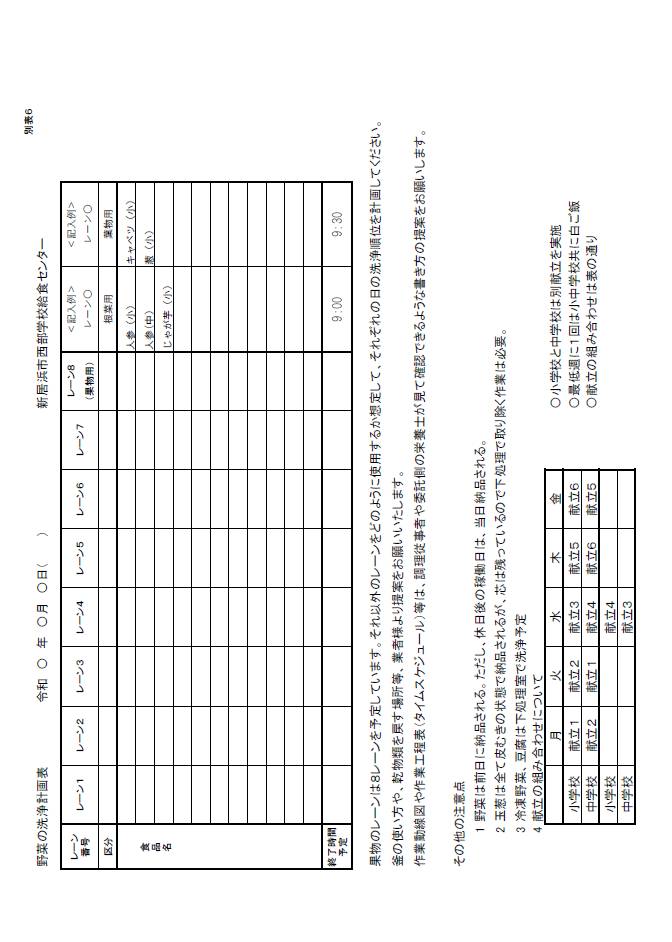 別表6
野菜の洗浄計画表 令和 〇 年 〇月 〇日( ) 新居浜市西部学校給食センター
レーン番号 レーン1 レーン2 レーン3 レーン4 レーン5 レーン6 レーン7 レーン8(果物用) <記入例>レーン〇 <記入例>レーン〇
区分 根菜用 葉物用
食品名 人参(小) キャベツ(小)
人参(中) 葱(小)
じゃが芋(小)
終了時間予定 9:00 9:30
果物のレーンは8レーンを予定しています。それ以外のレーンをどのように使用するか想定して、それぞれの日の洗浄順位を計画してください。
釜の使い方や、乾物類を戻す場所等、業者様より提案をお願いいたします。
作業動線図や作業工程表(タイムスケジュール)等は、調理従事者や委託側の栄養士が見て確認できるような書き方の提案をお願いします。
その他の注意点
1 野菜は前日に納品される。ただし、休日後の稼働日は、当日納品される。
2 玉葱は全て皮むきの状態で納品されるが、芯は残っているので下処理で取り除く作業は必要。
3 冷凍野菜、豆腐は下処理室で洗浄予定
4 献立の組み合わせについて
月 火 水 木 金
小学校 献立1 献立2 献立3 献立5 献立6
中学校 献立2 献立1 献立4 献立6 献立5
小学校 献立4
中学校 献立3
〇小学校と中学校は別献立を実施
〇最低週に1回は小中学校共に白ご飯
〇献立の組み合わせは表の通り